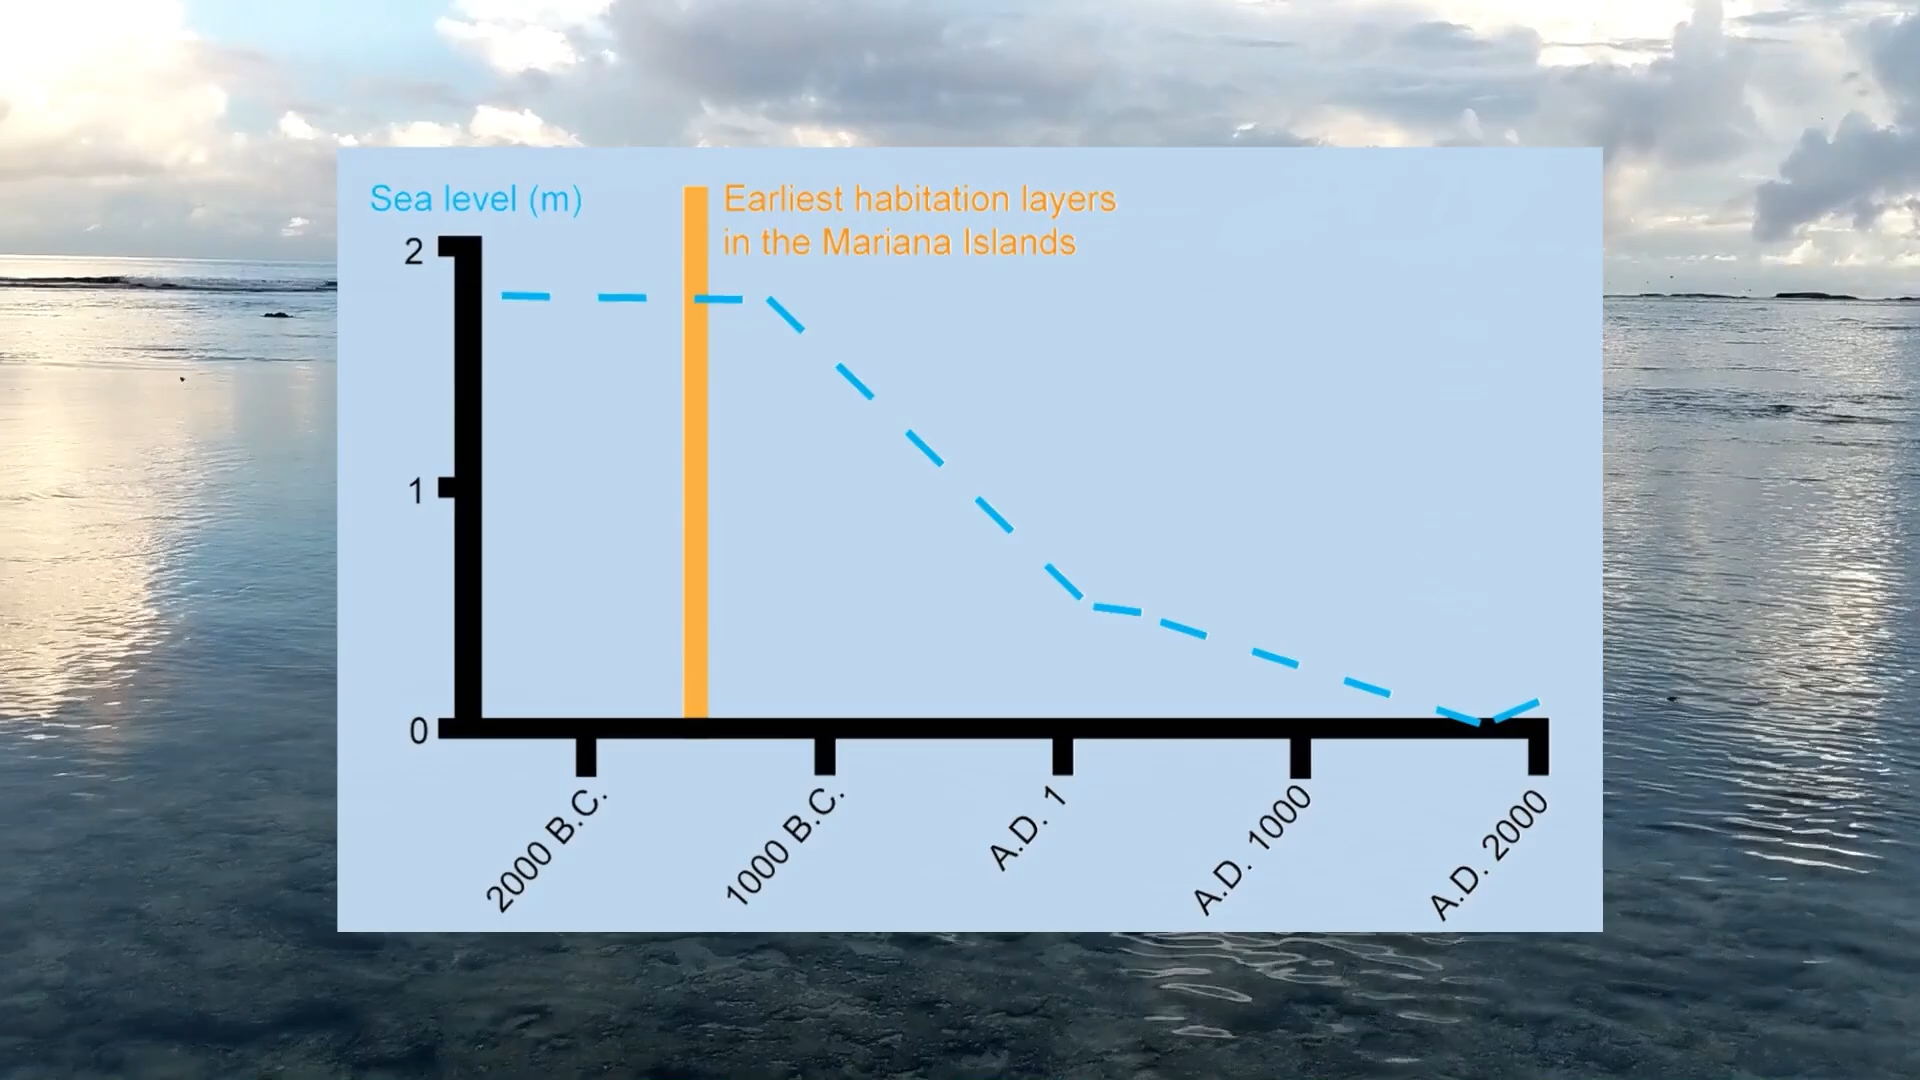 Sea level (m)
Earliest habitation layers
in the Mariana Islands
2
1
0
2000 B.C.
1000 B.C.
A.D. 1
A.D. 1000
A.D. 2000